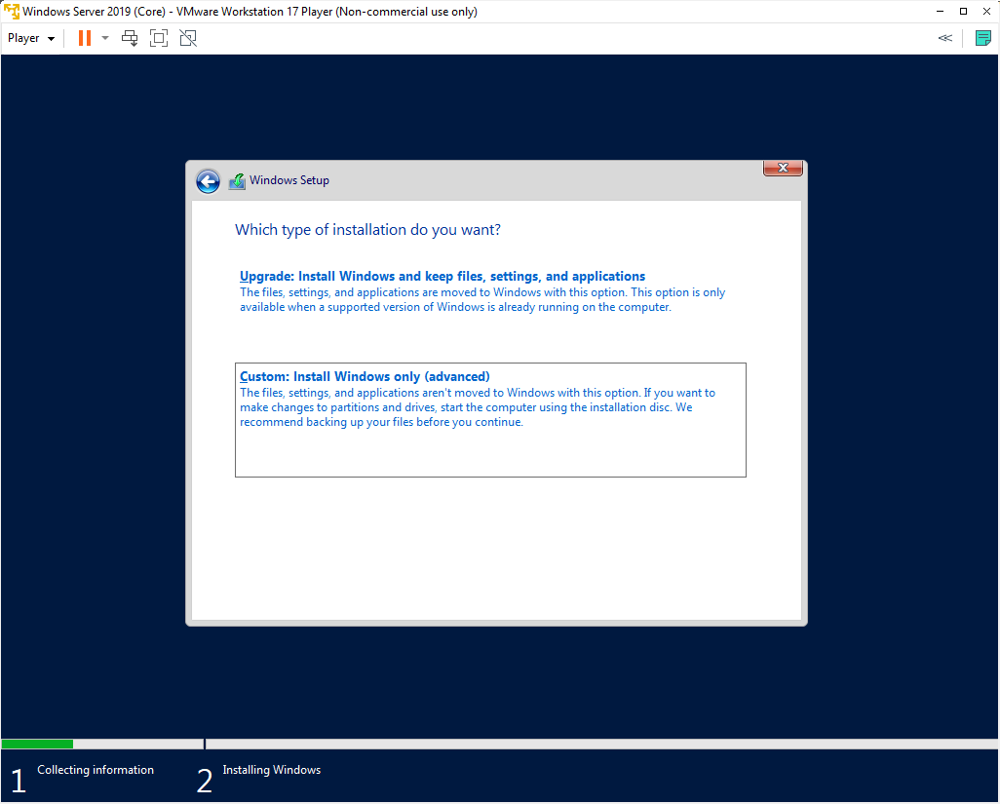 Windows Server 2019 (Core) - VMware Workstation 17 Player (Non-commercial use only)
Player
Windows Setup
Which type of installation do you want?
Upgrade: Install Windows and keep files, settings, and applications
The files, settings, and applications are moved to Windows with this option. This option is only
available when a supported version of Windows is already running on the computer.
Custom: Install Windows only (advanced)
The files, settings, and applications aren't moved to Windows with this option. If you want to
make changes to partitions and drives, start the computer using the installation disc. We
recommend backing up your files before you continue.
1 Collecting information
2 Installing Windows